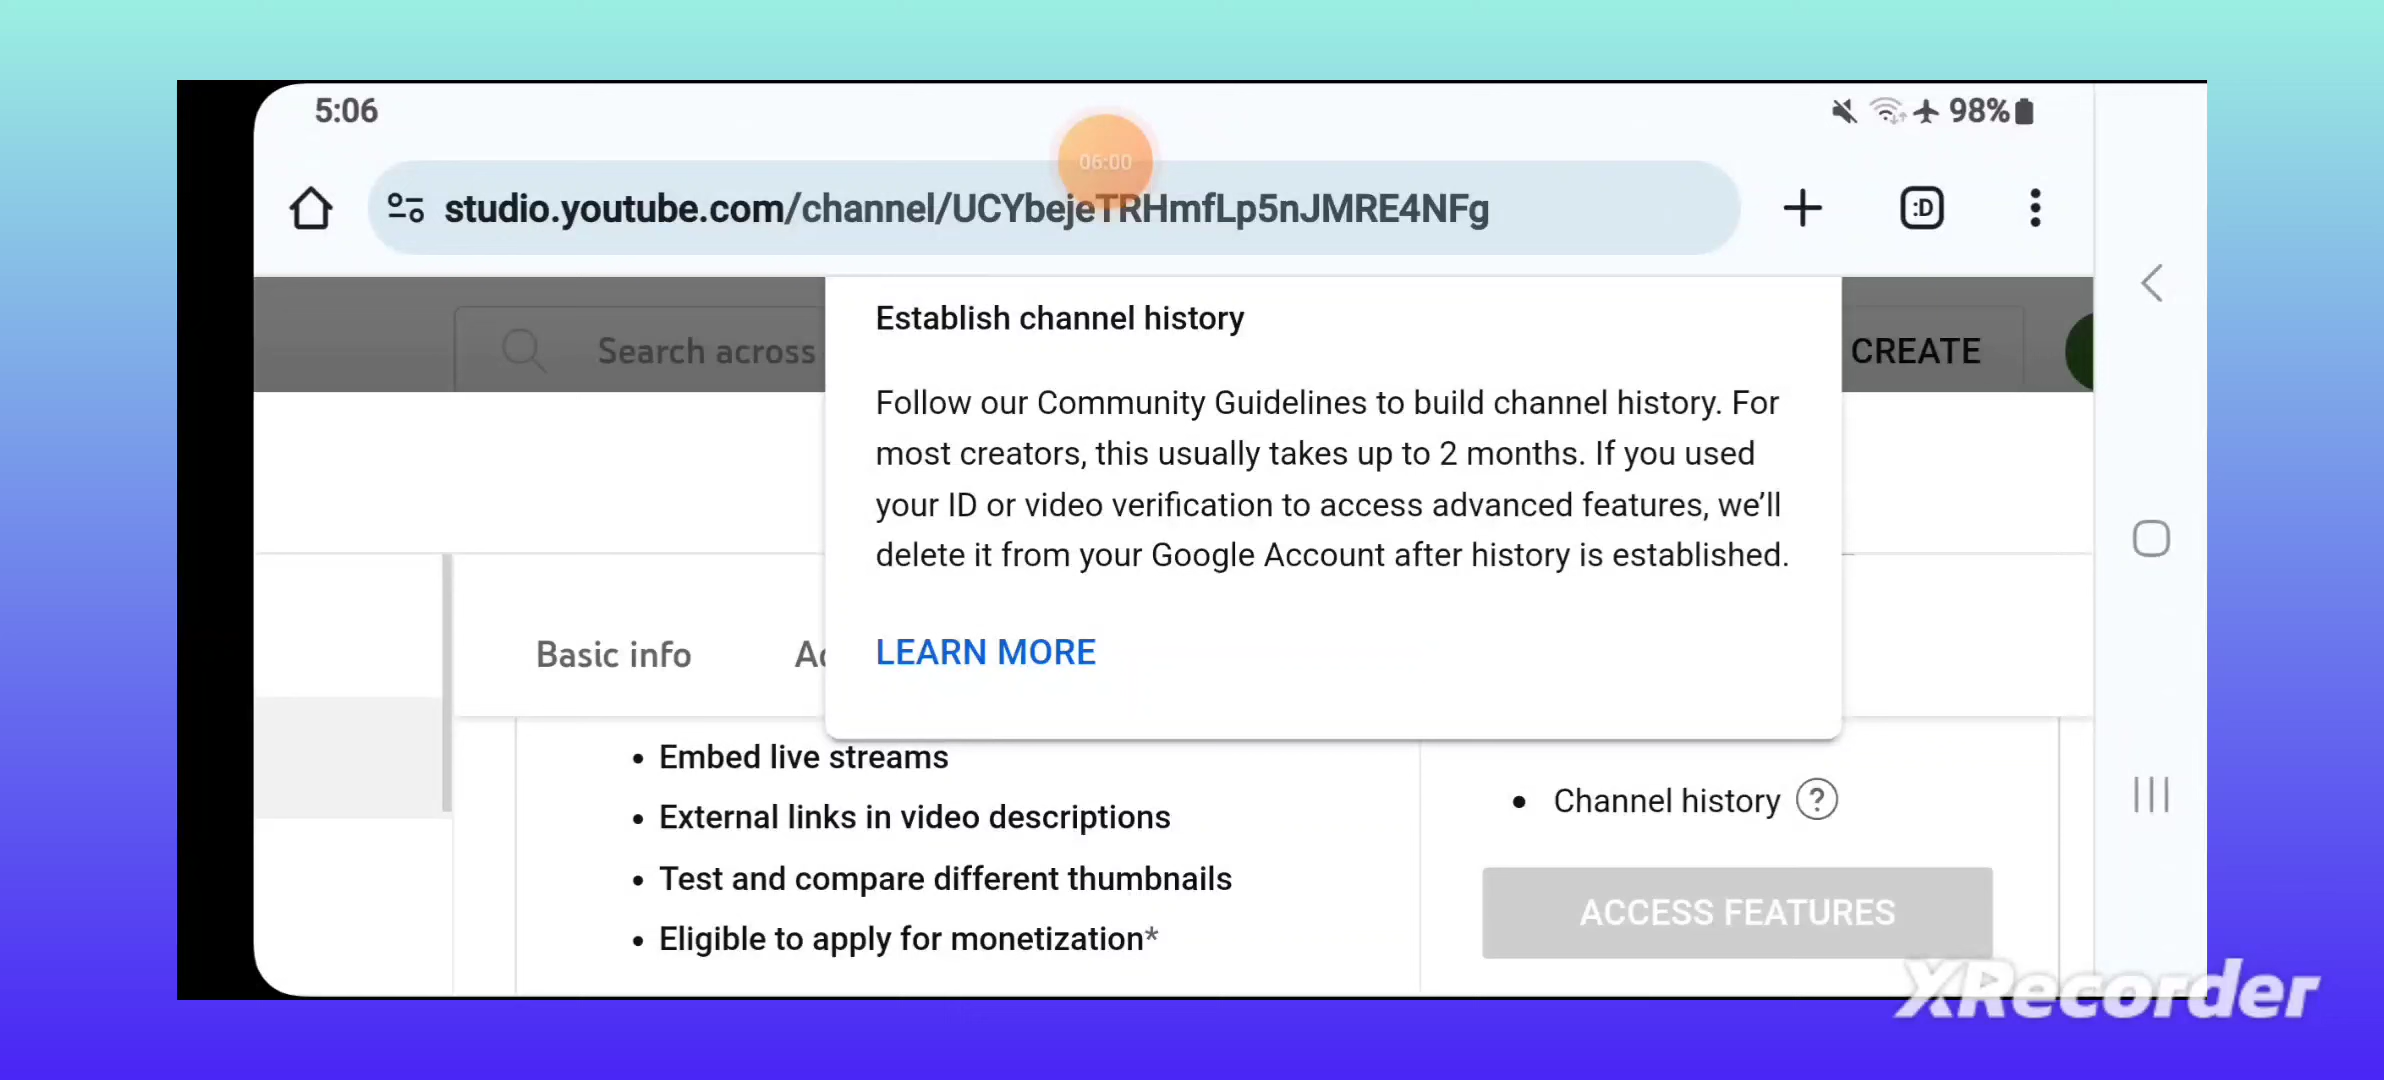 5:06
98%
06:00
studio.youtube.com/channel/UCYbejeTRHmfLp5nJMRE4NFg
:D
Search across
CREATE
Establish channel history
Follow our Community Guidelines to build channel history. For
most creators, this usually takes up to 2 months. If you used
your ID or video verification to access advanced features, we’ll
delete it from your Google Account after history is established.
LEARN MORE
Basic info
• Embed live streams
• External links in video descriptions
• Test and compare different thumbnails
• Eligible to apply for monetization*
• Channel history ?
ACCESS FEATURES
XRecorder